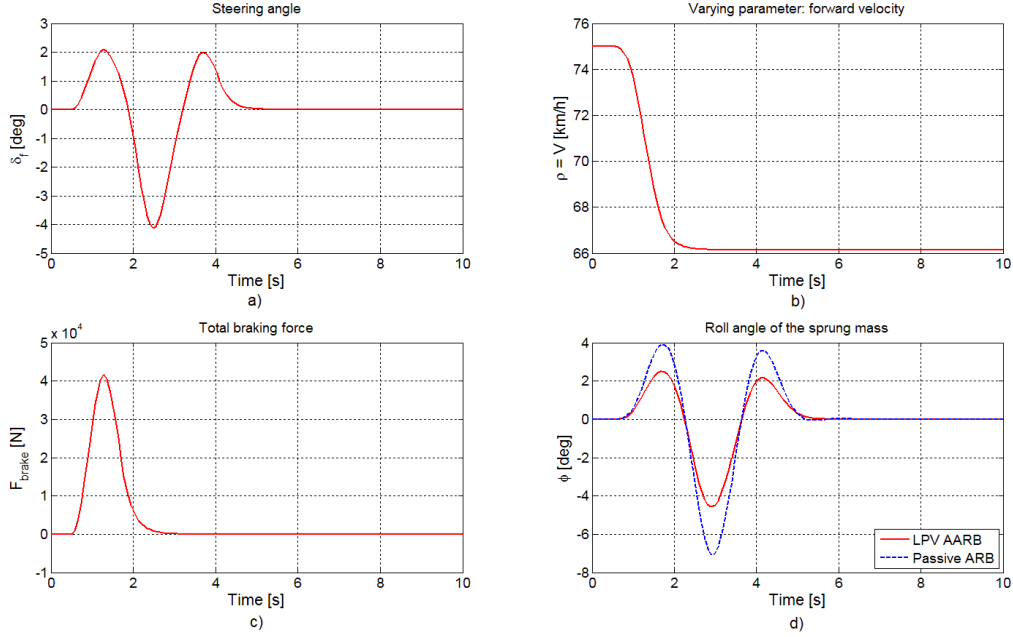 Steering angle
3
2
1
0
-1
-2
-3
-4
-5
δf [deg]
0 2 4 6 8 10
Time [s]
a)
Varying parameter: forward velocity
76
74
72
70
68
66
ρ = V [km/h]
0 2 4 6 8 10
Time [s]
b)
Total braking force
x 10^4
5
4
3
2
1
0
-1
Fbrake [N]
0 2 4 6 8 10
Time [s]
c)
Roll angle of the sprung mass
4
2
0
-2
-4
-6
-8
ϕ [deg]
LPV AARB
Passive ARB
0 2 4 6 8 10
Time [s]
d)